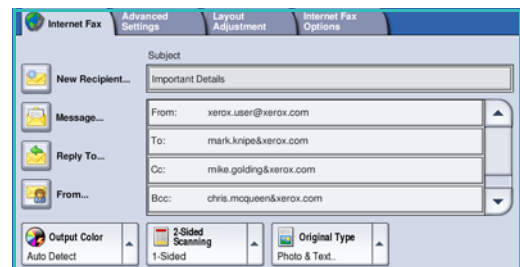 Internet Fax
Advanced Settings
Layout Adjustment
Internet Fax Options
Subject
New Recipient...
Important Details
Message...
From: xerox.user@xerox.com
To: mark.knipe&xerox.com
Reply To...
Cc: mike.golding&xerox.com
From...
Bcc: chris.mcqueen&xerox.com
Output Color
Auto Detect
2-Sided Scanning
1-Sided
Original Type
Photo & Text..